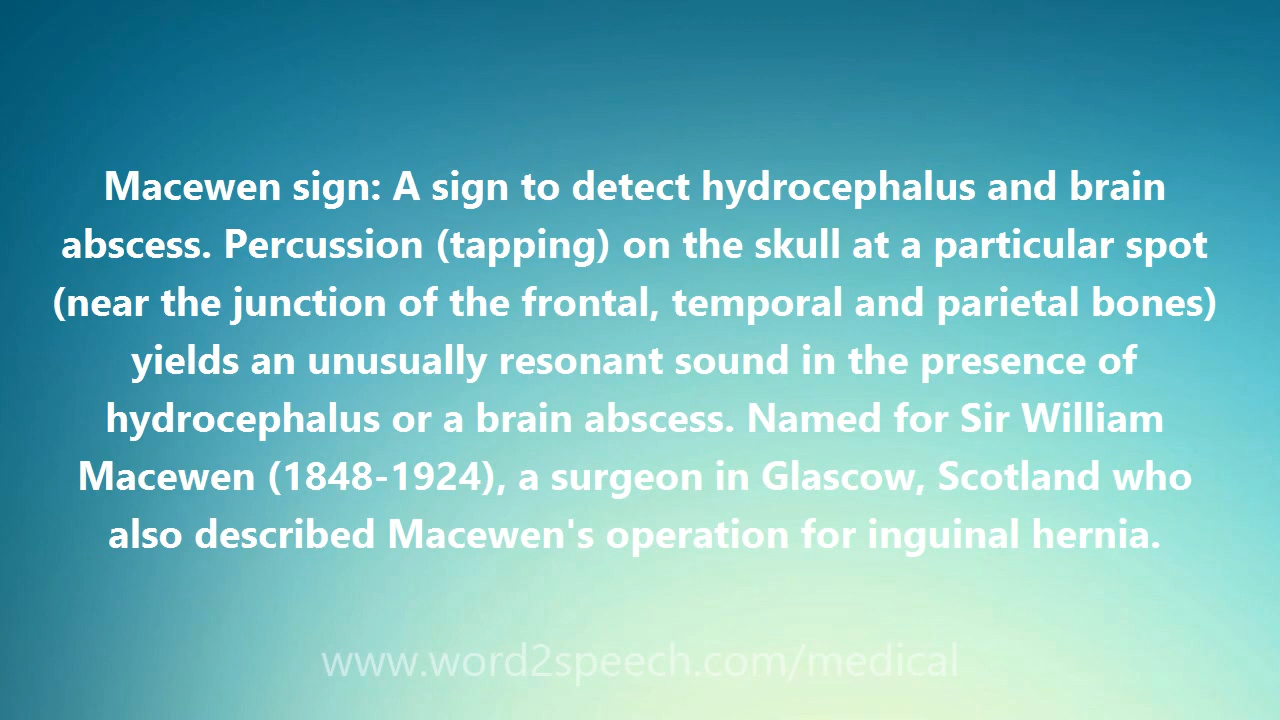 Macewen sign: A sign to detect hydrocephalus and brain
abscess. Percussion (tapping) on the skull at a particular spot
(near the junction of the frontal, temporal and parietal bones)
yields an unusually resonant sound in the presence of
hydrocephalus or a brain abscess. Named for Sir William
Macewen (1848-1924), a surgeon in Glascow, Scotland who
also described Macewen's operation for inguinal hernia.
www.word2speech.com/medical